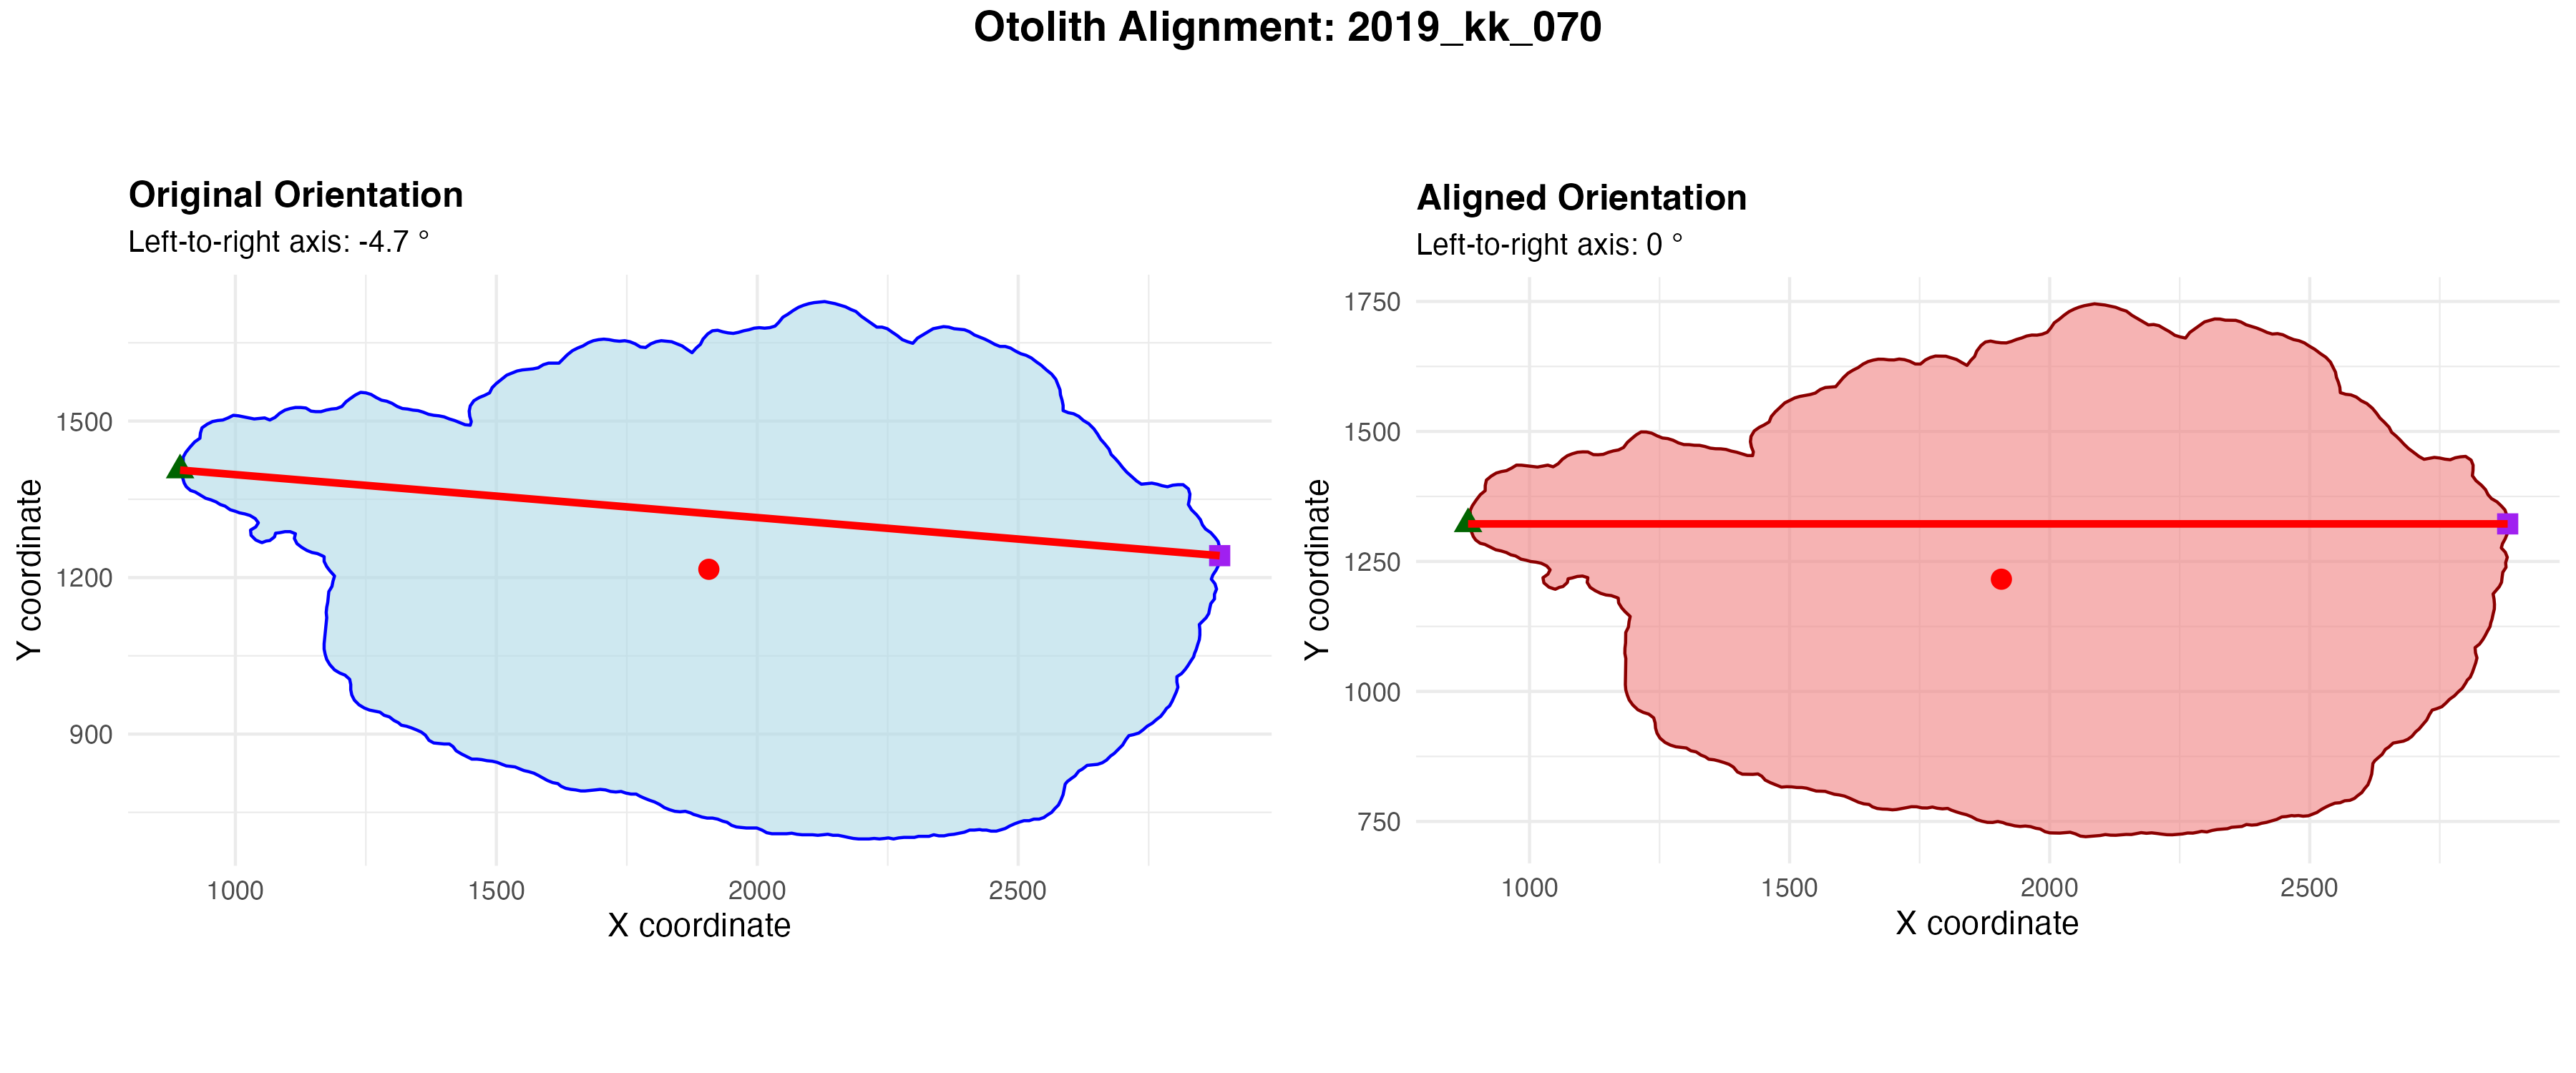 Otolith Alignment: 2019_kk_070
Original Orientation
Left-to-right axis: -4.7 °
Y coordinate
1500
1200
900
1000 1500 2000 2500
X coordinate
Aligned Orientation
Left-to-right axis: 0 °
Y coordinate
1750
1500
1250
1000
750
1000 1500 2000 2500
X coordinate